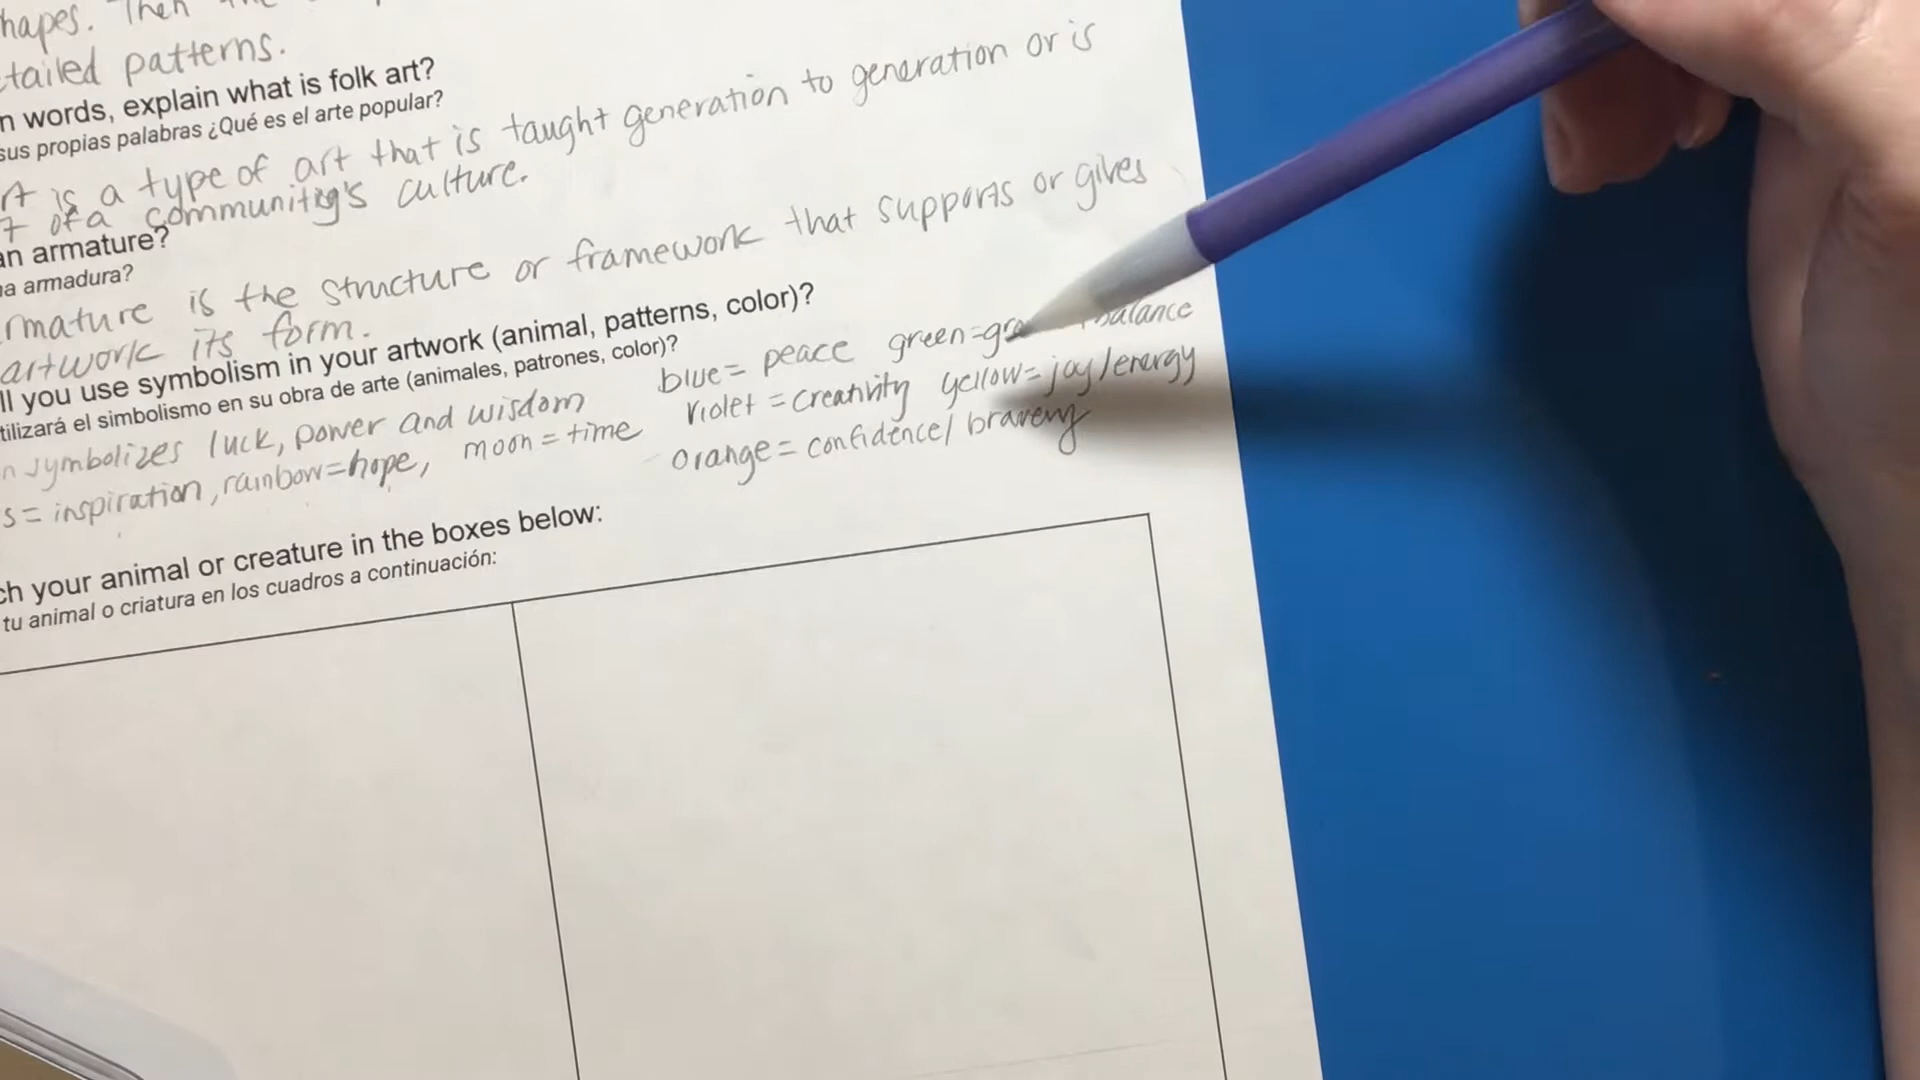 hapes. Then the
tailed patterns.
n words, explain what is folk art?
sus propias palabras ¿Qué es el arte popular?
rt is a type of art that is taught generation to generation or is
t of a community's culture.
an armature?
na armadura?
rmature is the structure or framework that supports or gives
artwork its form.
ll you use symbolism in your artwork (animal, patterns, color)?
tilizará el simbolismo en su obra de arte (animales, patrones, color)?
n symbolizes luck, power and wisdom
s = inspiration, rainbow=hope, moon = time
blue = peace green=gr balance
violet = creativity yellow= joy/energy
orange = confidence/ bravery
ch your animal or creature in the boxes below:
tu animal o criatura en los cuadros a continuación: